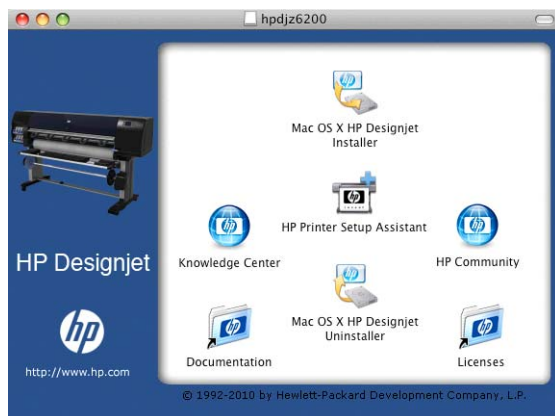 hpdjz6200
Mac OS X HP Designjet
Installer
HP Printer Setup Assistant
Knowledge Center
HP Community
HP Designjet
Mac OS X HP Designjet
Uninstaller
hp
Documentation
Licenses
http://www.hp.com
© 1992-2010 by Hewlett-Packard Development Company, L.P.